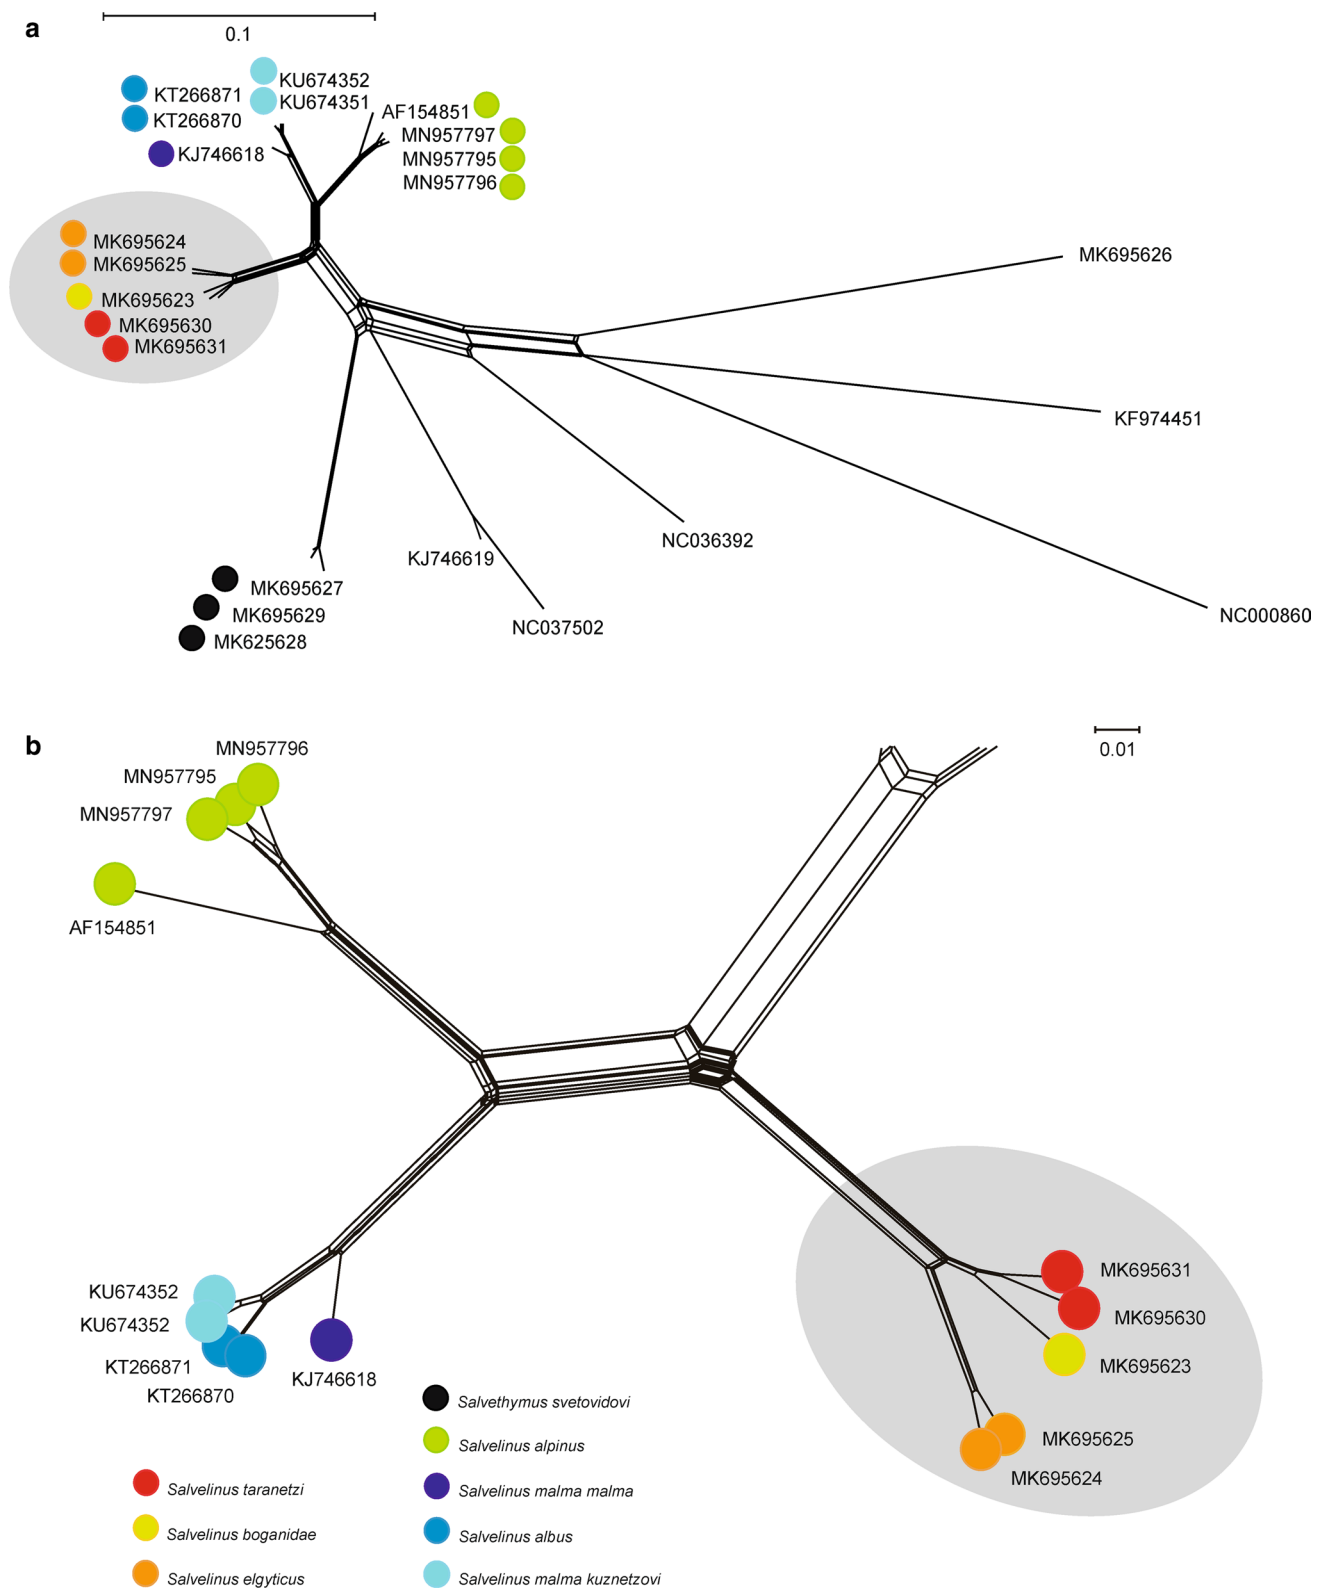 a
0.1
KU674352
KT266871
KU674351
AF154851
KT266870
MN957797
KJ746618
MN957795
MN957796
MK695624
MK695626
MK695625
MK695623
MK695630
MK695631
KF974451
NC036392
KJ746619
MK695627
MK695629
NC000860
NC037502
MK625628
b
MN957796
0.01
MN957795
MN957797
AF154851
MK695631
KU674352
MK695630
KU674352
MK695623
KT266871
KJ746618
KT266870
Salvethymus svetovidovi
MK695625
Salvelinus alpinus
MK695624
Salvelinus taranetzi
Salvelinus malma malma
Salvelinus boganidae
Salvelinus albus
Salvelinus elgyticus
Salvelinus malma kuznetzovi